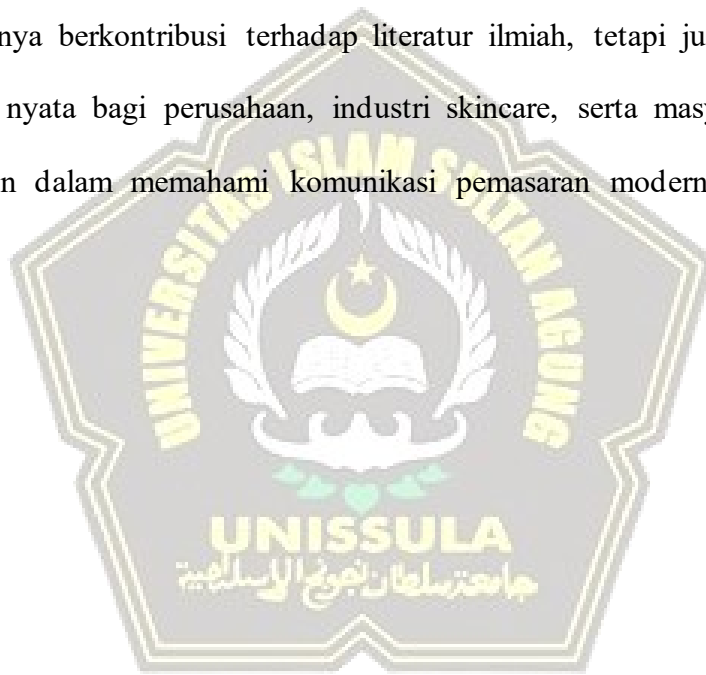 nya berkontribusi terhadap literatur ilmiah, tetapi ju
nyata bagi perusahaan, industri skincare, serta mas
n dalam memahami komunikasi pemasaran modern
UNIVERSITAS ISLAM SULTAN AGUNG
UNISSULA
جامعة سلطان أجونج الإسلامية